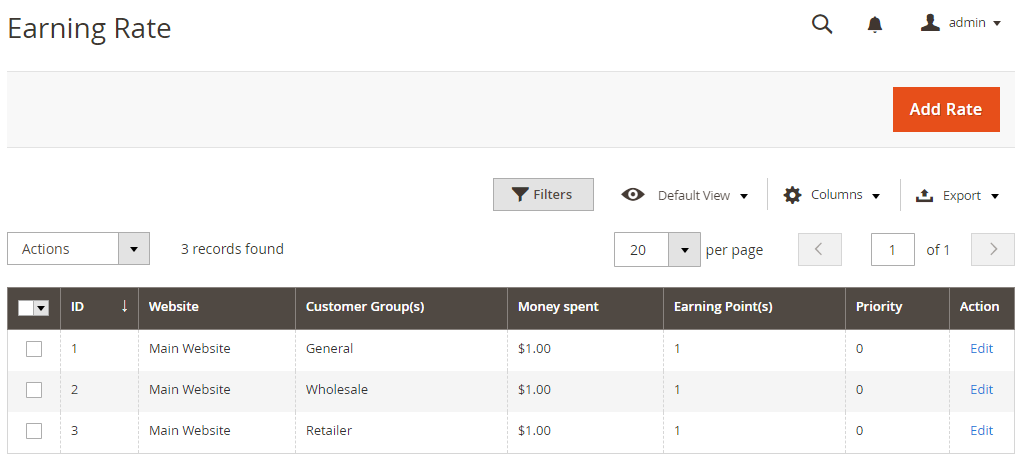 Earning Rate
admin
Add Rate
Filters Default View Columns Export
Actions 3 records found 20 per page 1 of 1
ID ↓ Website Customer Group(s) Money spent Earning Point(s) Priority Action
1 Main Website General $1.00 1 0 Edit
2 Main Website Wholesale $1.00 1 0 Edit
3 Main Website Retailer $1.00 1 0 Edit